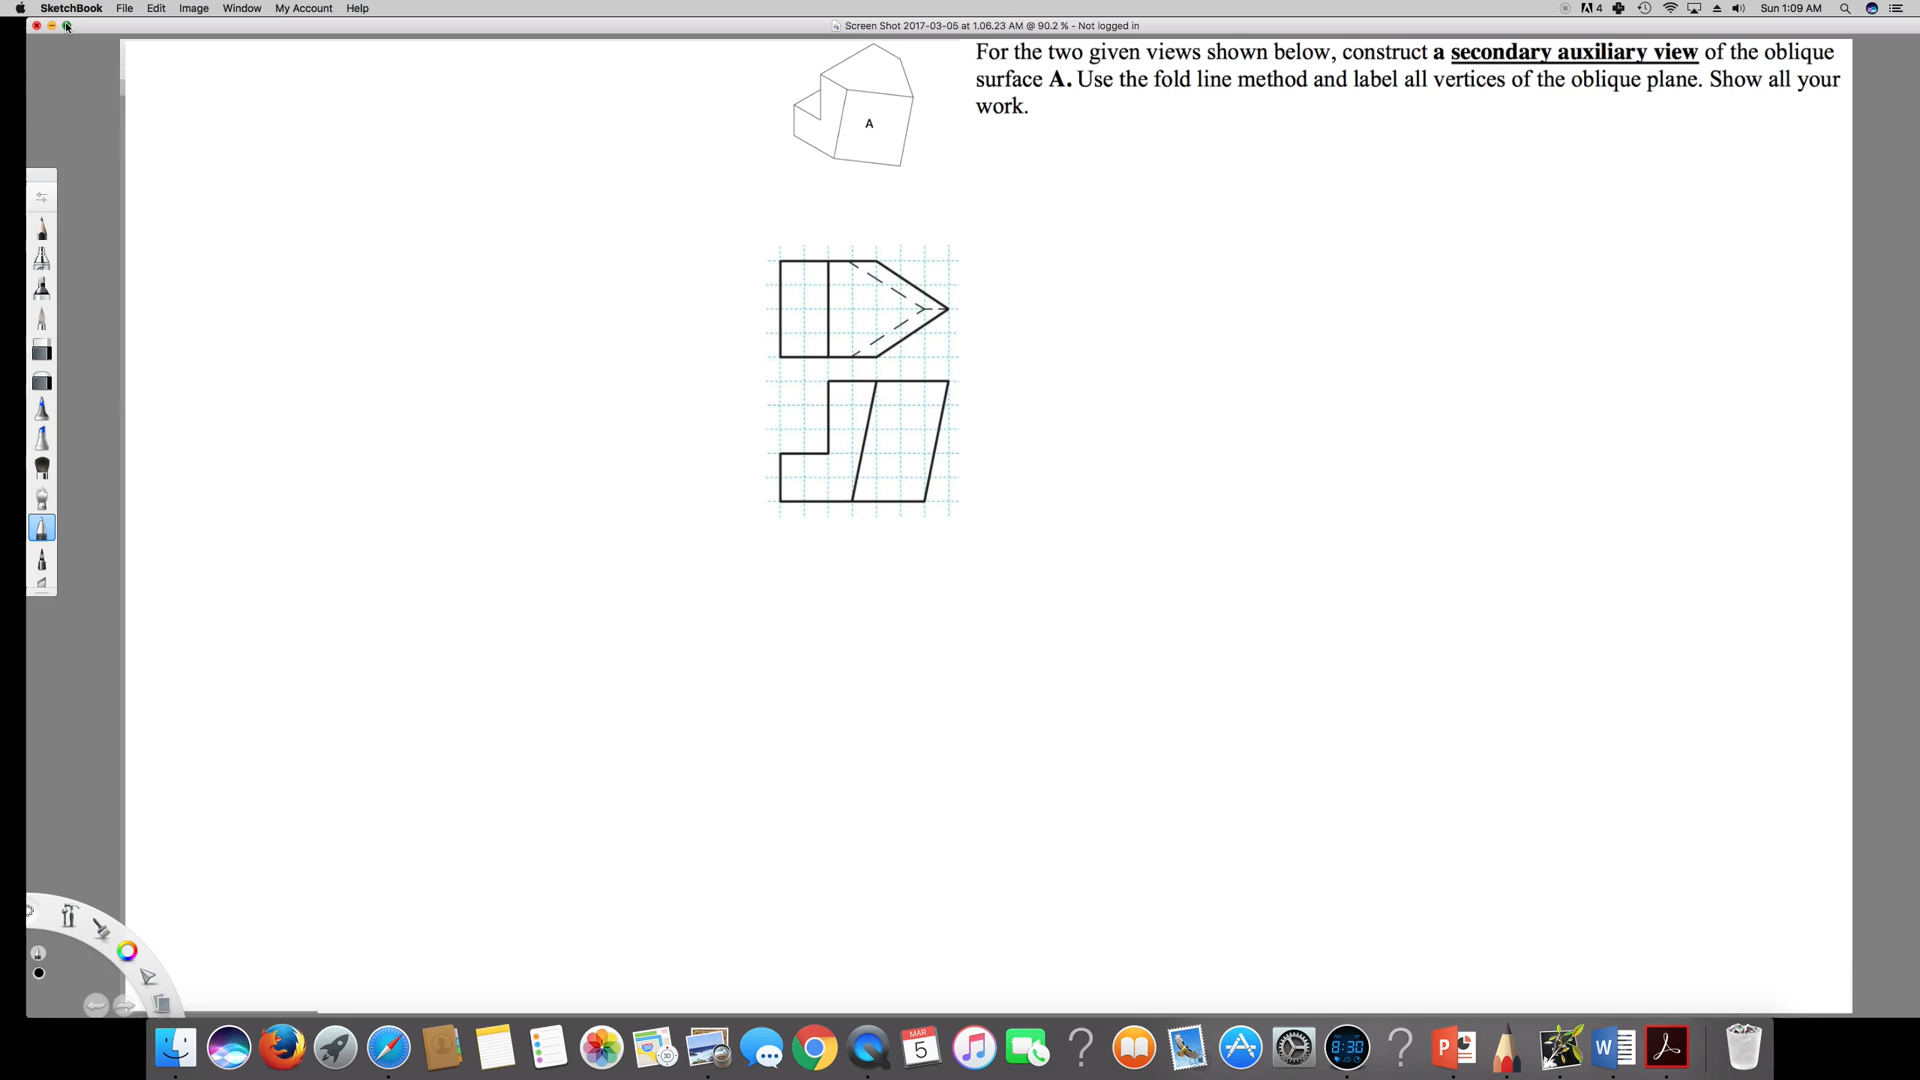 SketchBook File Edit Image Window My Account Help 4 Sun 1:09 AM
Screen Shot 2017-03-05 at 1.06.23 AM @ 90.2 % - Not logged in
For the two given views shown below, construct a secondary auxiliary view of the oblique
surface A. Use the fold line method and label all vertices of the oblique plane. Show all your
work.
A
MAR
5
8:30
P
W